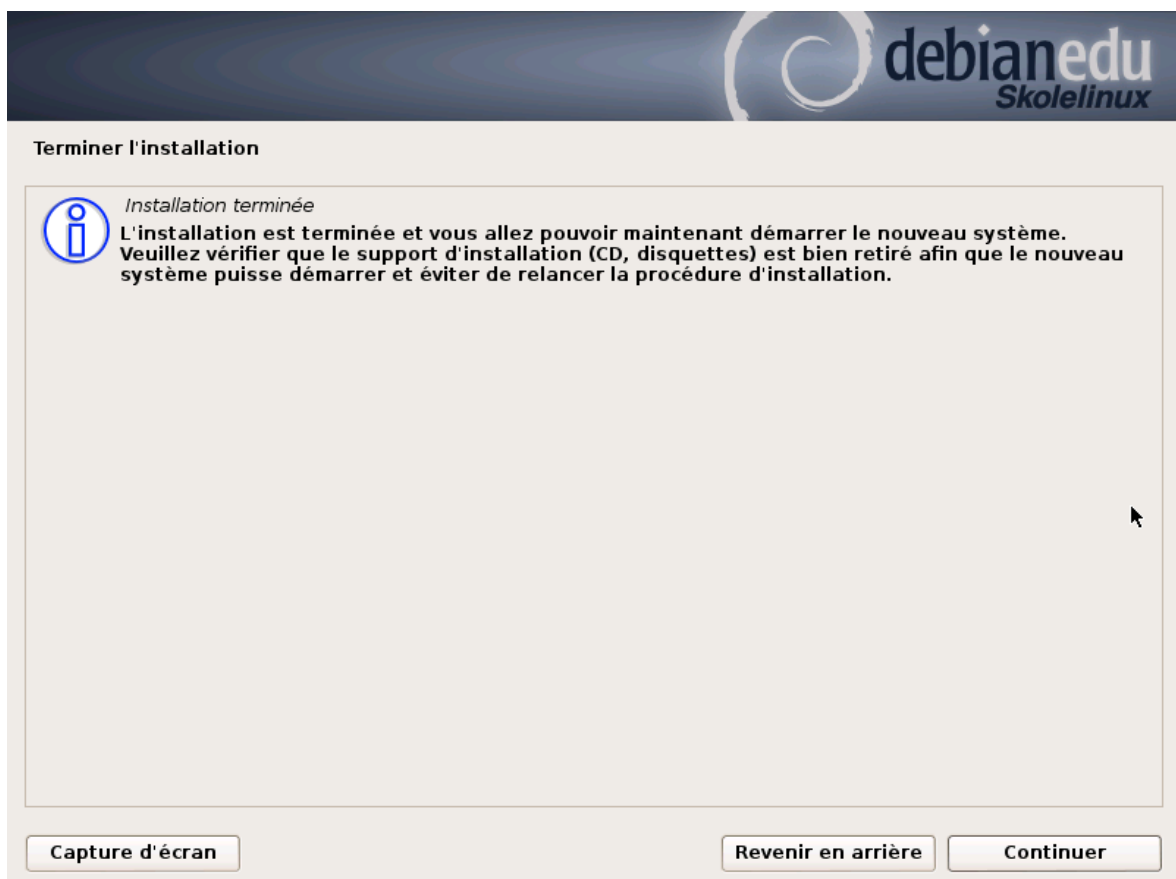 debianedu
Skolelinux
Terminer l'installation
Installation terminée
L'installation est terminée et vous allez pouvoir maintenant démarrer le nouveau système.
Veuillez vérifier que le support d'installation (CD, disquettes) est bien retiré afin que le nouveau
système puisse démarrer et éviter de relancer la procédure d'installation.
Capture d'écran
Revenir en arrière
Continuer